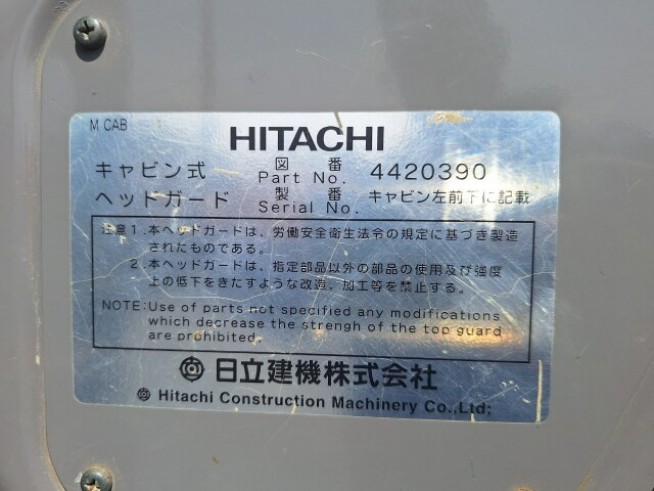 M CAB
HITACHI
キャビン式 図番 Part No. 4420390
ヘッドガード 製番 Serial No. キャビン左前下に記載
注意1.本ヘッドガードは、労働安全衛生法令の規定に基づき製造
されたものである。
2.本ヘッドガードは、指定部品以外の部品の使用及び強度
上の低下をきたすような改造、加工等を禁止する。
NOTE:Use of parts not specified any modifications
which decrease the strengh of the top guard
are prohibited.
日立建機株式会社
Hitachi Construction Machinery Co.,Ltd;